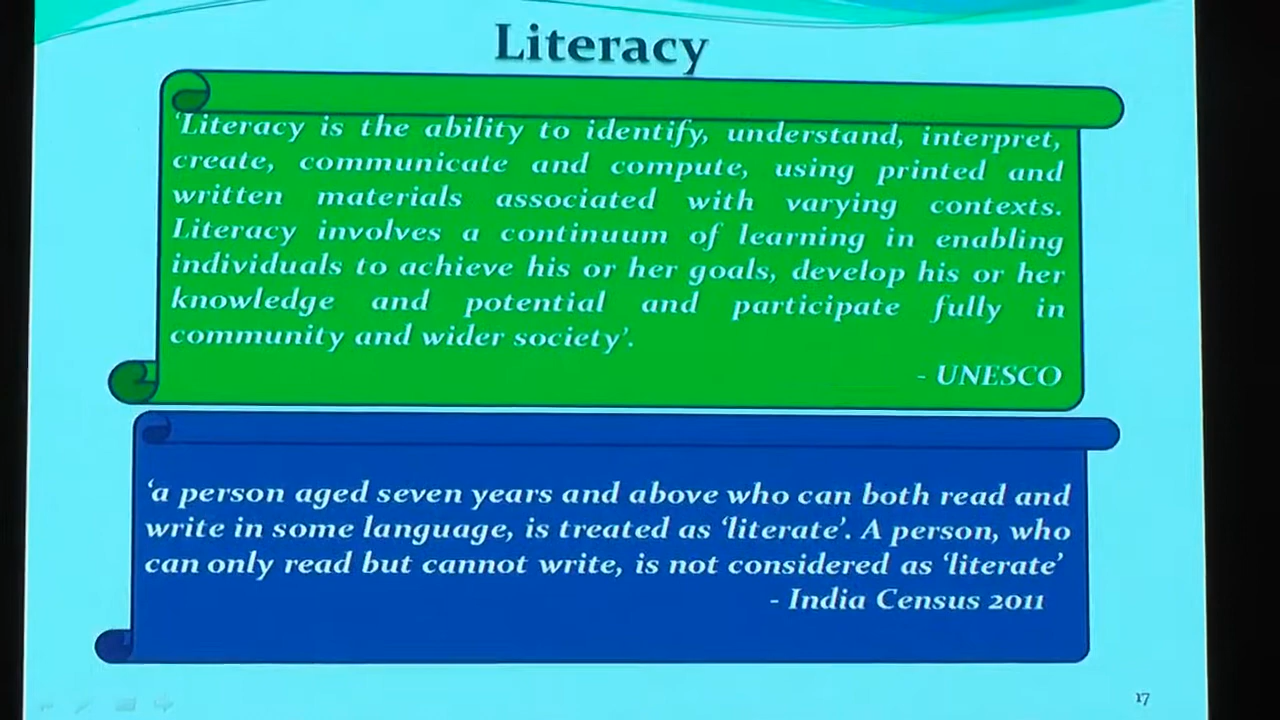 Literacy
'Literacy is the ability to identify, understand, interpret,
create, communicate and compute, using printed and
written materials associated with varying contexts.
Literacy involves a continuum of learning in enabling
individuals to achieve his or her goals, develop his or her
knowledge and potential and participate fully in
community and wider society'.
- UNESCO
'a person aged seven years and above who can both read and
write in some language, is treated as 'literate'. A person, who
can only read but cannot write, is not considered as 'literate'
- India Census 2011
17